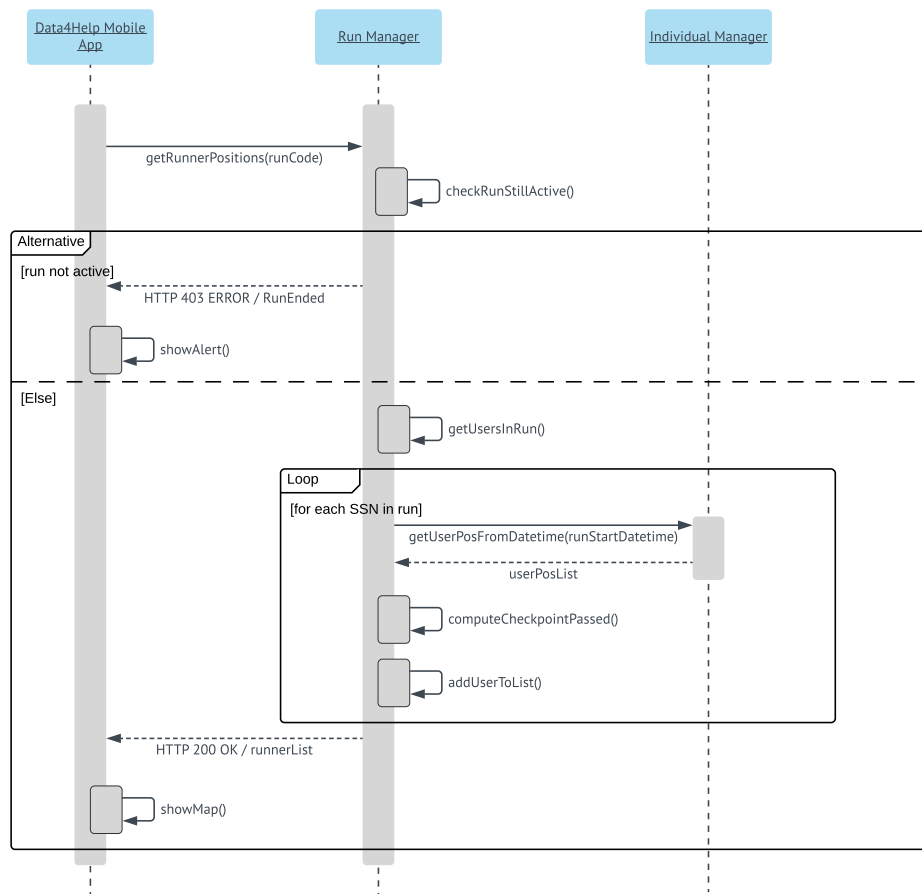 Data4Help Mobile
App
Run Manager
Individual Manager
getRunnerPositions(runCode)
checkRunStillActive()
Alternative
[run not active]
HTTP 403 ERROR / RunEnded
showAlert()
[Else]
getUsersInRun()
Loop
[for each SSN in run]
getUserPosFromDatetime(runStartDatetime)
userPosList
computeCheckpointPassed()
addUserToList()
HTTP 200 OK / runnerList
showMap()